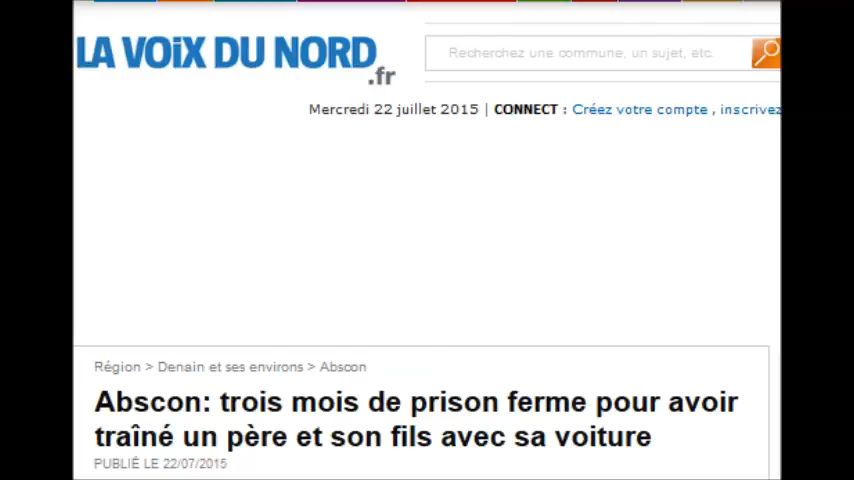 LA VOiX DU NORD
.fr
Recherchez une commune, un sujet, etc.
Mercredi 22 juillet 2015 | CONNECT : Créez votre compte , inscrivez
Région > Denain et ses environs > Abscon
Abscon: trois mois de prison ferme pour avoir
traîné un père et son fils avec sa voiture
PUBLIÉ LE 22/07/2015